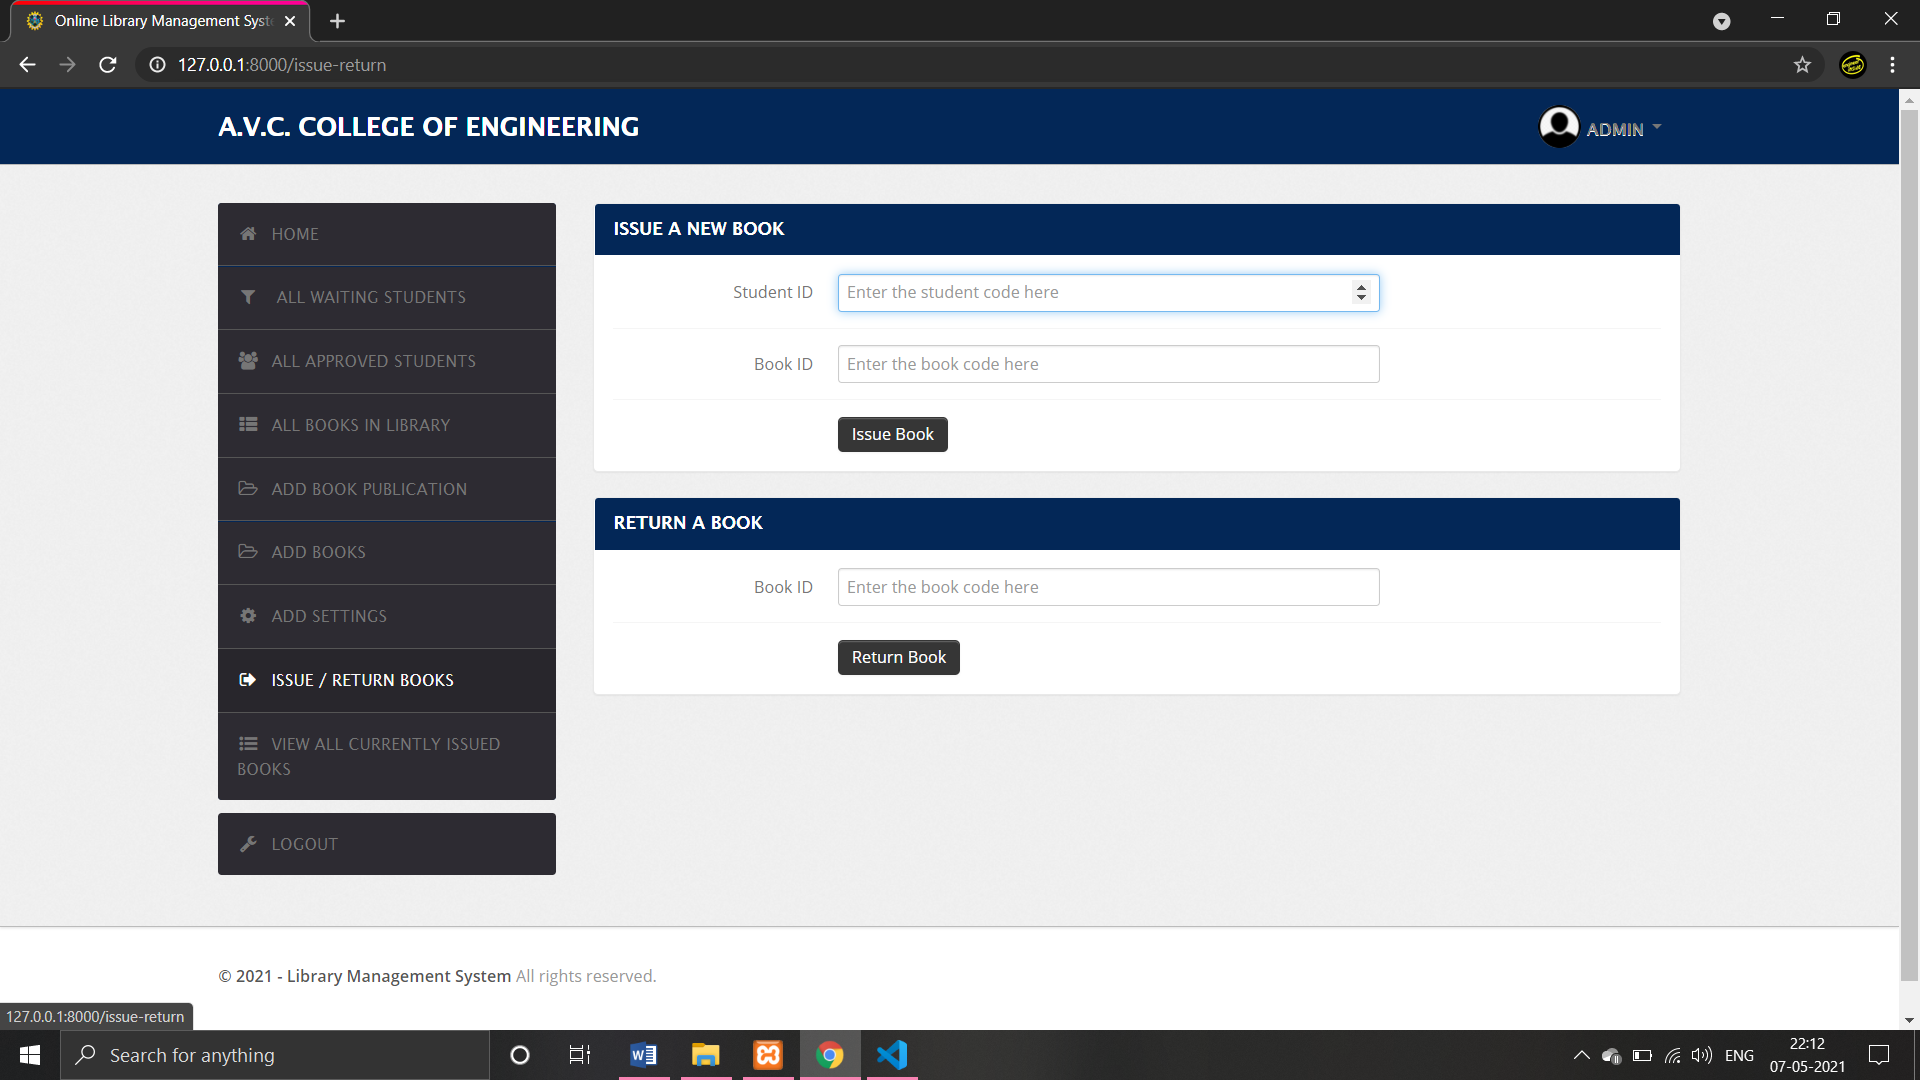 Online Library Management Syst
127.0.0.1:8000/issue-return
A.V.C. COLLEGE OF ENGINEERING
ADMIN
HOME
ALL WAITING STUDENTS
ALL APPROVED STUDENTS
ALL BOOKS IN LIBRARY
ADD BOOK PUBLICATION
ADD BOOKS
ADD SETTINGS
ISSUE / RETURN BOOKS
VIEW ALL CURRENTLY ISSUED
BOOKS
LOGOUT
ISSUE A NEW BOOK
Student ID Enter the student code here
Book ID Enter the book code here
Issue Book
RETURN A BOOK
Book ID Enter the book code here
Return Book
© 2021 - Library Management System All rights reserved.
127.0.0.1:8000/issue-return
Search for anything
ENG
22:12
07-05-2021